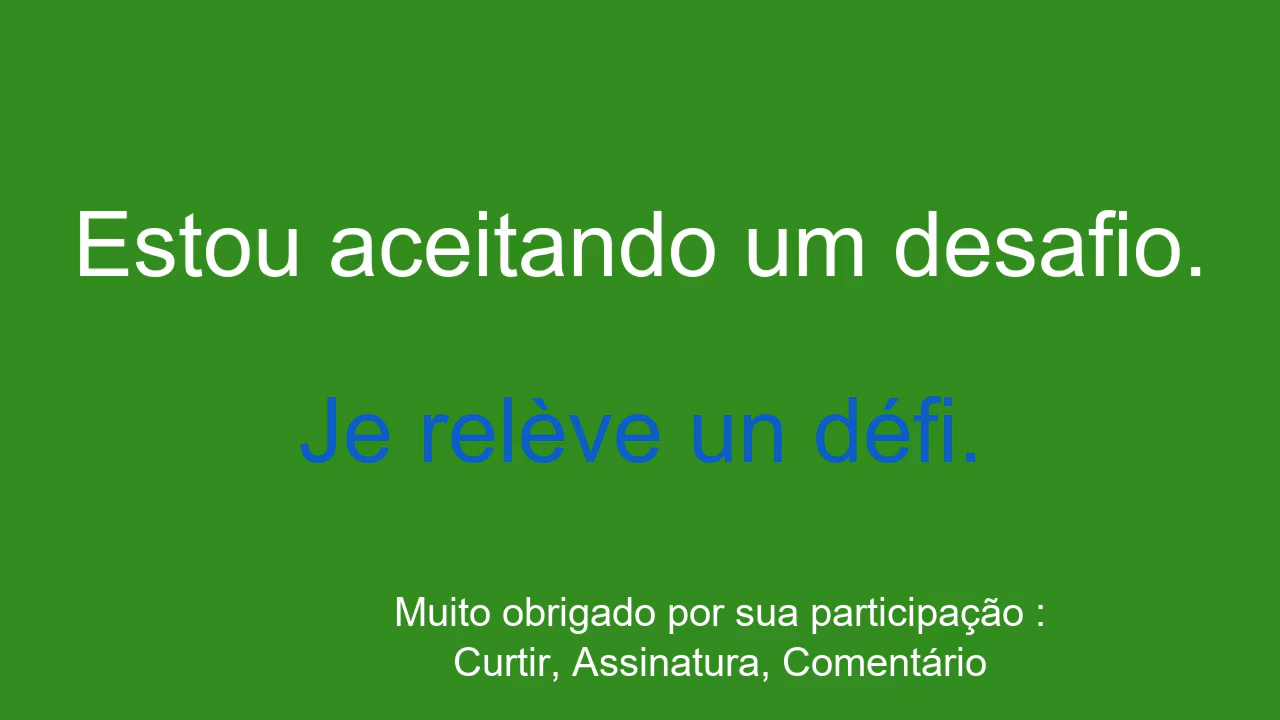 Estou aceitando um desafio.
Je relève un défi.
Muito obrigado por sua participação :
Curtir, Assinatura, Comentário